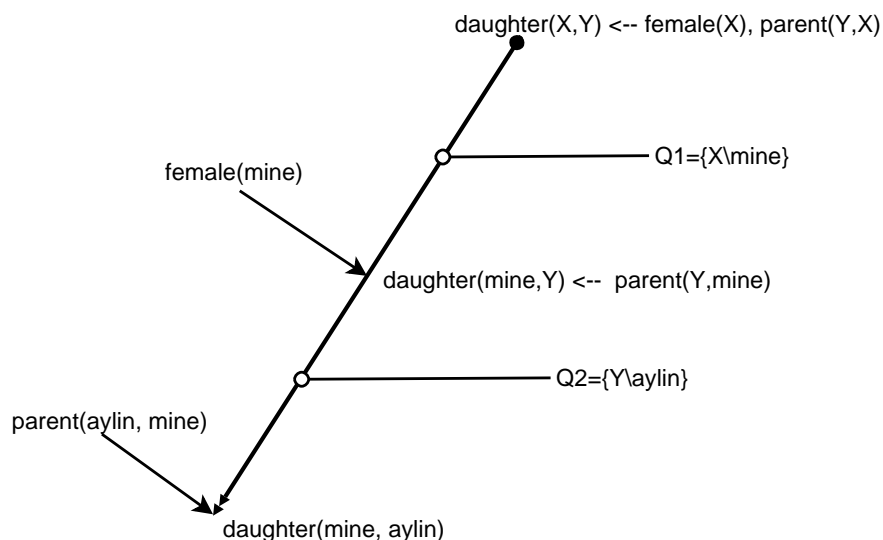 daughter(X,Y) <-- female(X), parent(Y,X)
Q1={X\mine}
female(mine)
daughter(mine,Y) <-- parent(Y,mine)
Q2={Y\aylin}
parent(aylin, mine)
daughter(mine, aylin)